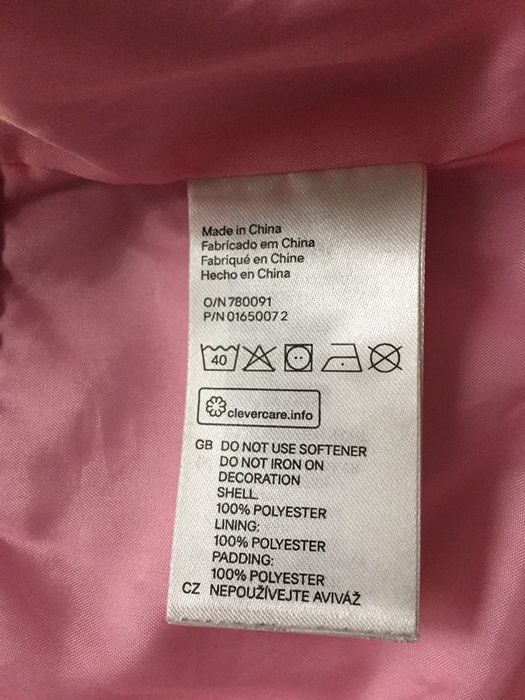 Made in China
Fabricado em China
Fabriqué en Chine
Hecho en China
O/N 780091
P/N 0165007 2
40
clevercare.info
GB DO NOT USE SOFTENER
DO NOT IRON ON
DECORATION
SHELL.
100% POLYESTER
LINING:
100% POLYESTER
PADDING:
100% POLYESTER
CZ NEPOUŽÍVEJTE AVIVÁŽ